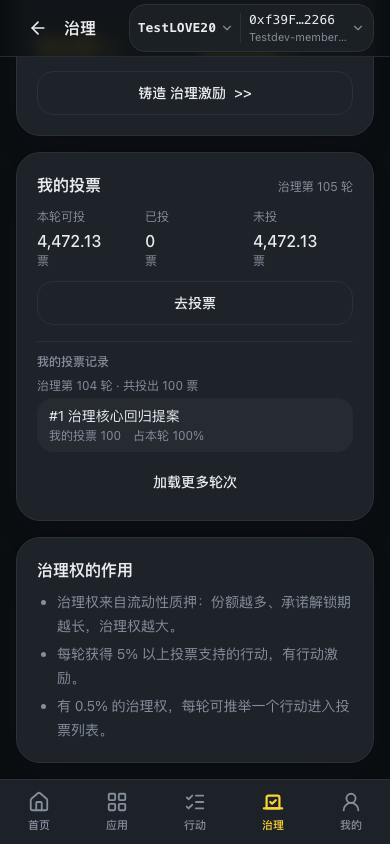 治理
TestLOVE20
0xf39F…2266
Testdev-member...
铸造 治理激励 >>
我的投票
治理第 105 轮
本轮可投
已投
未投
4,472.13
0
4,472.13
票
票
票
去投票
我的投票记录
治理第 104 轮 · 共投出 100 票
#1 治理核心回归提案
我的投票 100 占本轮 100%
加载更多轮次
治理权的作用
治理权来自流动性质押：份额越多、承诺解锁期
越长，治理权越大。
每轮获得 5% 以上投票支持的行动，有行动激
励。
有 0.5% 的治理权，每轮可推举一个行动进入投
票列表。
首页
应用
行动
治理
我的